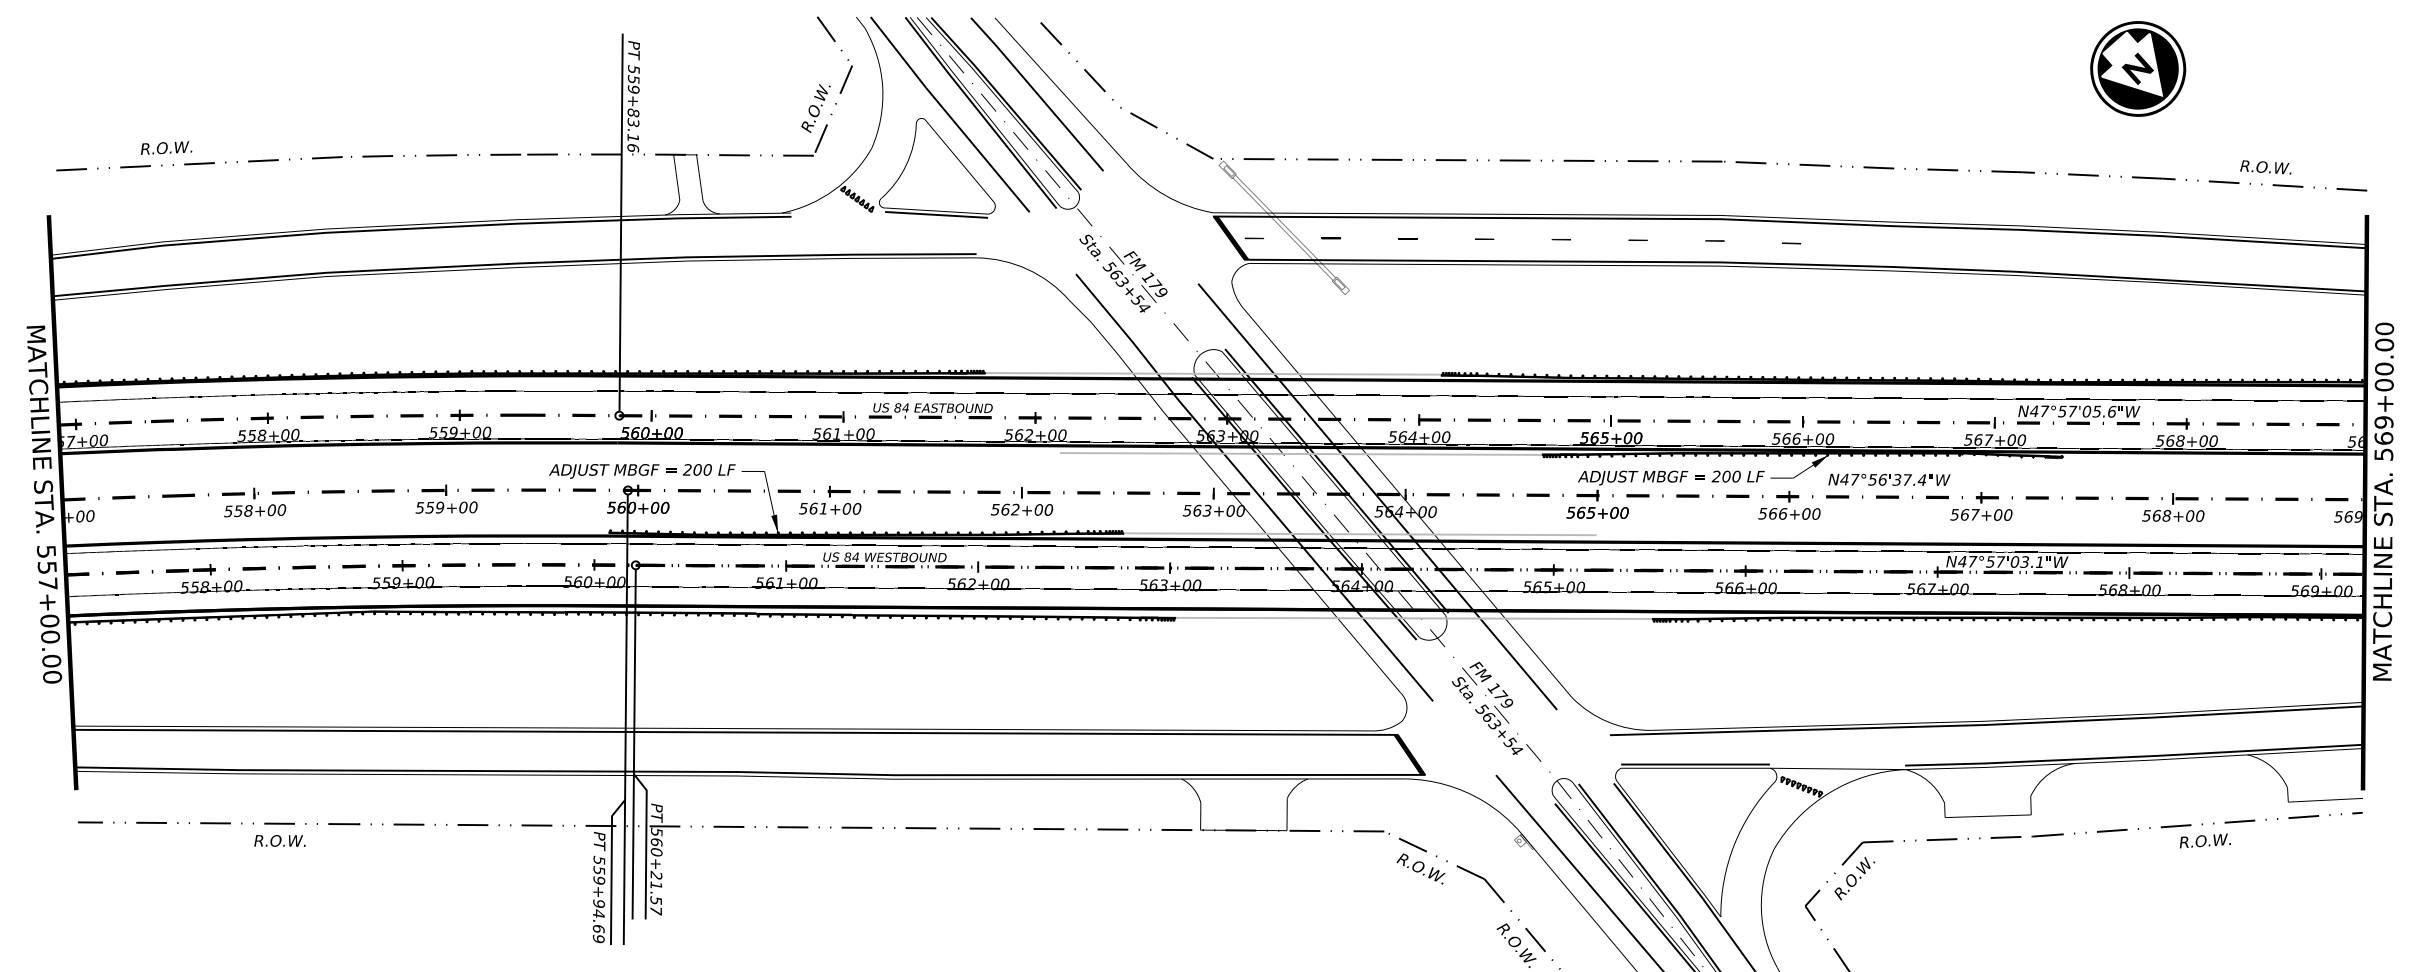 PT 559+83.16
R.O.W.
R.O.W.
N
R.O.W.
FM 179
Sta. 563+54
MATCHLINE STA. 557+00.00
MATCHLINE STA. 569+00.00
US 84 EASTBOUND
N47°57'05.6"W
57+00 558+00 559+00 560+00 561+00 562+00 563+00 564+00 565+00 566+00 567+00 568+00 56
ADJUST MBGF = 200 LF
ADJUST MBGF = 200 LF
N47°56'37.4"W
+00 558+00 559+00 560+00 561+00 562+00 563+00 564+00 565+00 566+00 567+00 568+00 569
US 84 WESTBOUND
N47°57'03.1"W
558+00 559+00 560+00 561+00 562+00 563+00 564+00 565+00 566+00 567+00 568+00 569+00
FM 179
Sta. 563+54
R.O.W.
PT 559+94.69
PT 560+21.57
R.O.W.
R.O.W.
R.O.W.
R.O.W.